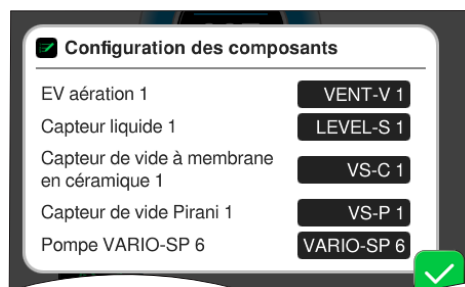 Configuration des composants
EV aération 1 VENT-V 1
Capteur liquide 1 LEVEL-S 1
Capteur de vide à membrane
en céramique 1 VS-C 1
Capteur de vide Pirani 1 VS-P 1
Pompe VARIO-SP 6 VARIO-SP 6